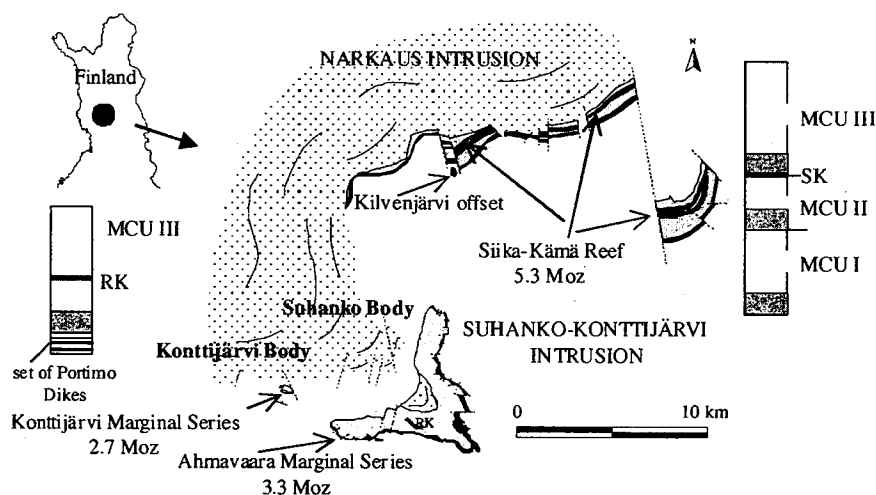 Finland
NARKAUS INTRUSION
N
MCU III
SK
MCU II
MCU I
Kilvenjärvi offset
Siika-Kämä Reef
5.3 Moz
MCU III
RK
set of Portimo
Dikes
Suhanko Body
Konttijärvi Body
SUHANKO-KONTTIJÄRVI
INTRUSION
RK
0 10 km
Konttijärvi Marginal Series
2.7 Moz
Ahmavaara Marginal Series
3.3 Moz